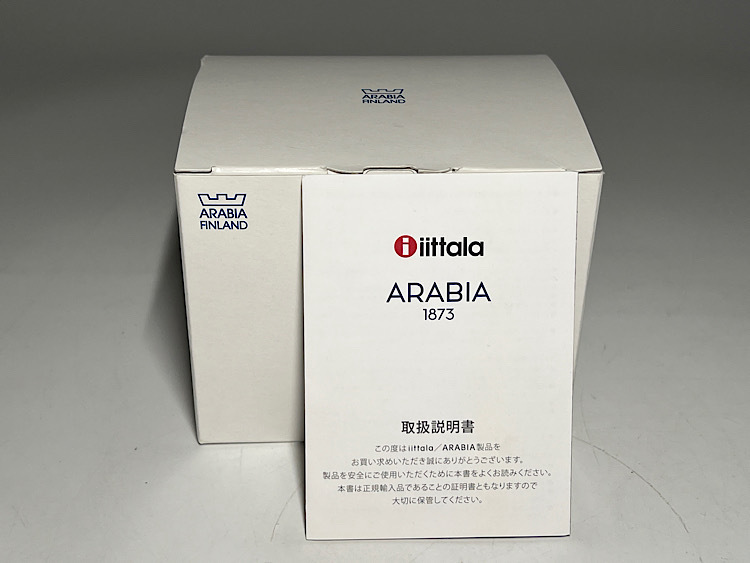 ARABIA
FINLAND
ARABIA
FINLAND
iittala
ARABIA
1873
取扱説明書
この度はiittala/ARABIA製品を
お買い求めいただき誠にありがとうございます。
製品を安全にご使用いただくために本書をよくお読みください。
本書は正規輸入品であることの証明書ともなりますので
大切に保管してください。